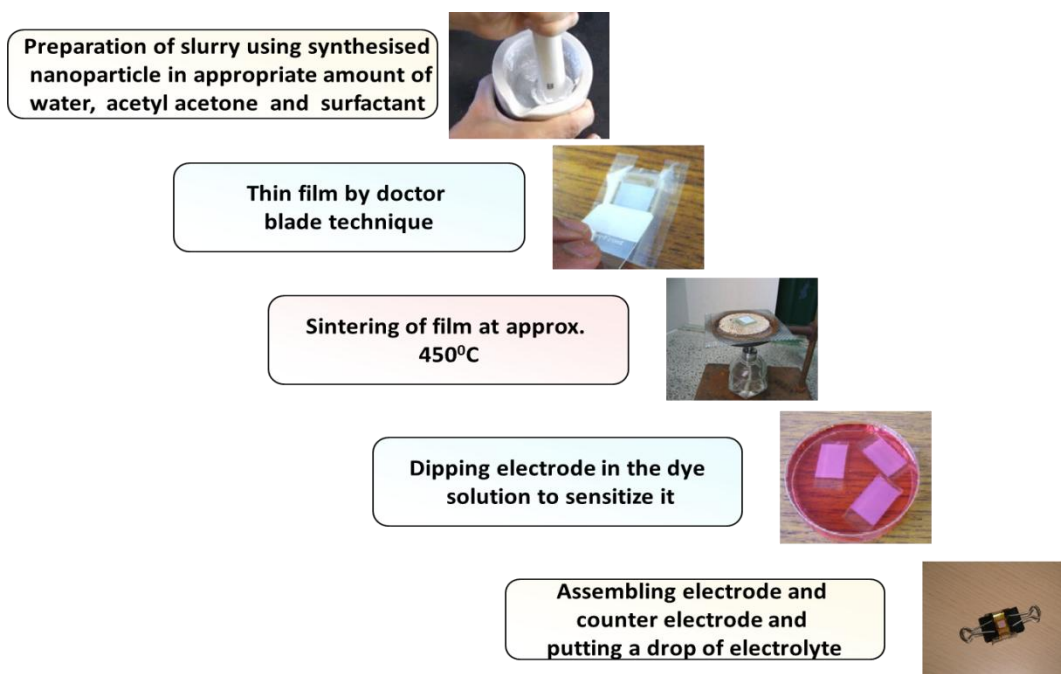 Preparation of slurry using synthesised
nanoparticle in appropriate amount of
water, acetyl acetone and surfactant
Thin film by doctor
blade technique
Sintering of film at approx.
450⁰C
Dipping electrode in the dye
solution to sensitize it
Assembling electrode and
counter electrode and
putting a drop of electrolyte